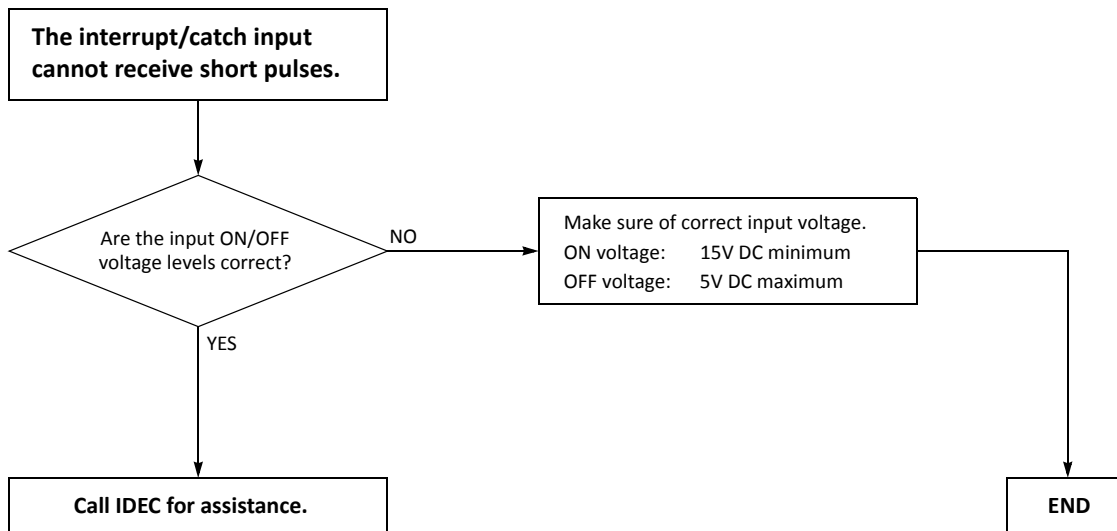 The interrupt/catch input
cannot receive short pulses.
Are the input ON/OFF
voltage levels correct?
NO
Make sure of correct input voltage.
ON voltage: 15V DC minimum
OFF voltage: 5V DC maximum
YES
Call IDEC for assistance.
END